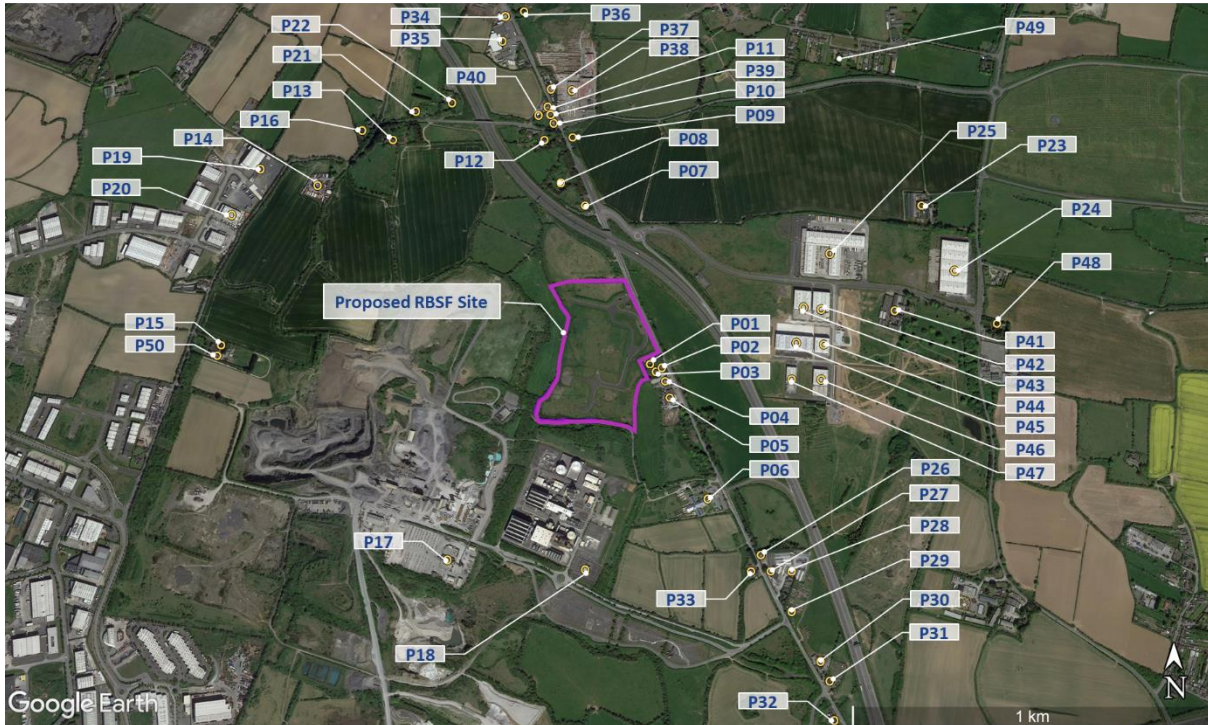 P34
P36
P22
P35
P37
P11
P49
P21
P38
P40
P39
P13
P10
P16
P09
P14
P25
P23
P19
P12
P08
P20
P07
P24
P48
Proposed RBSF Site
P15
P01
P41
P50
P02
P42
P03
P43
P04
P44
P05
P45
P46
P26
P47
P06
P27
P28
P17
P29
P33
P30
P31
P18
N
P32
Google Earth
1 km